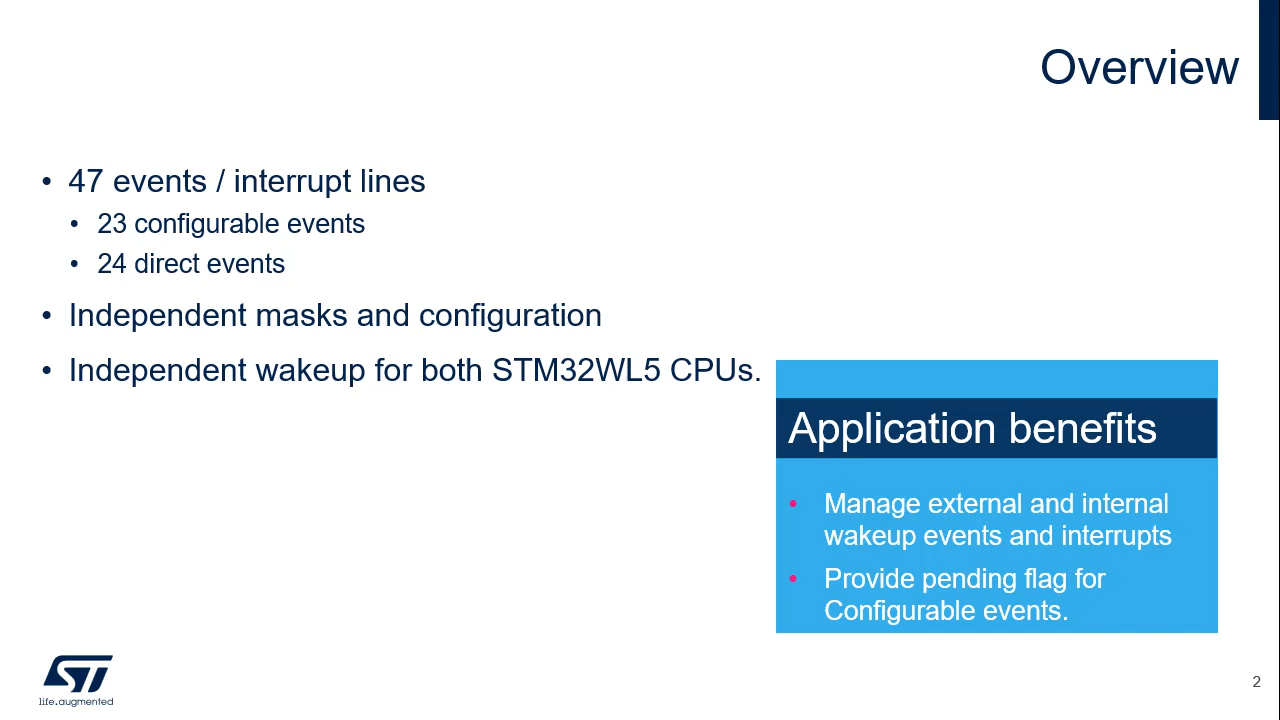 Overview
• 47 events / interrupt lines
• 23 configurable events
• 24 direct events
• Independent masks and configuration
• Independent wakeup for both STM32WL5 CPUs.
Application benefits
• Manage external and internal
wakeup events and interrupts
• Provide pending flag for
Configurable events.
ST
life.augmented
2